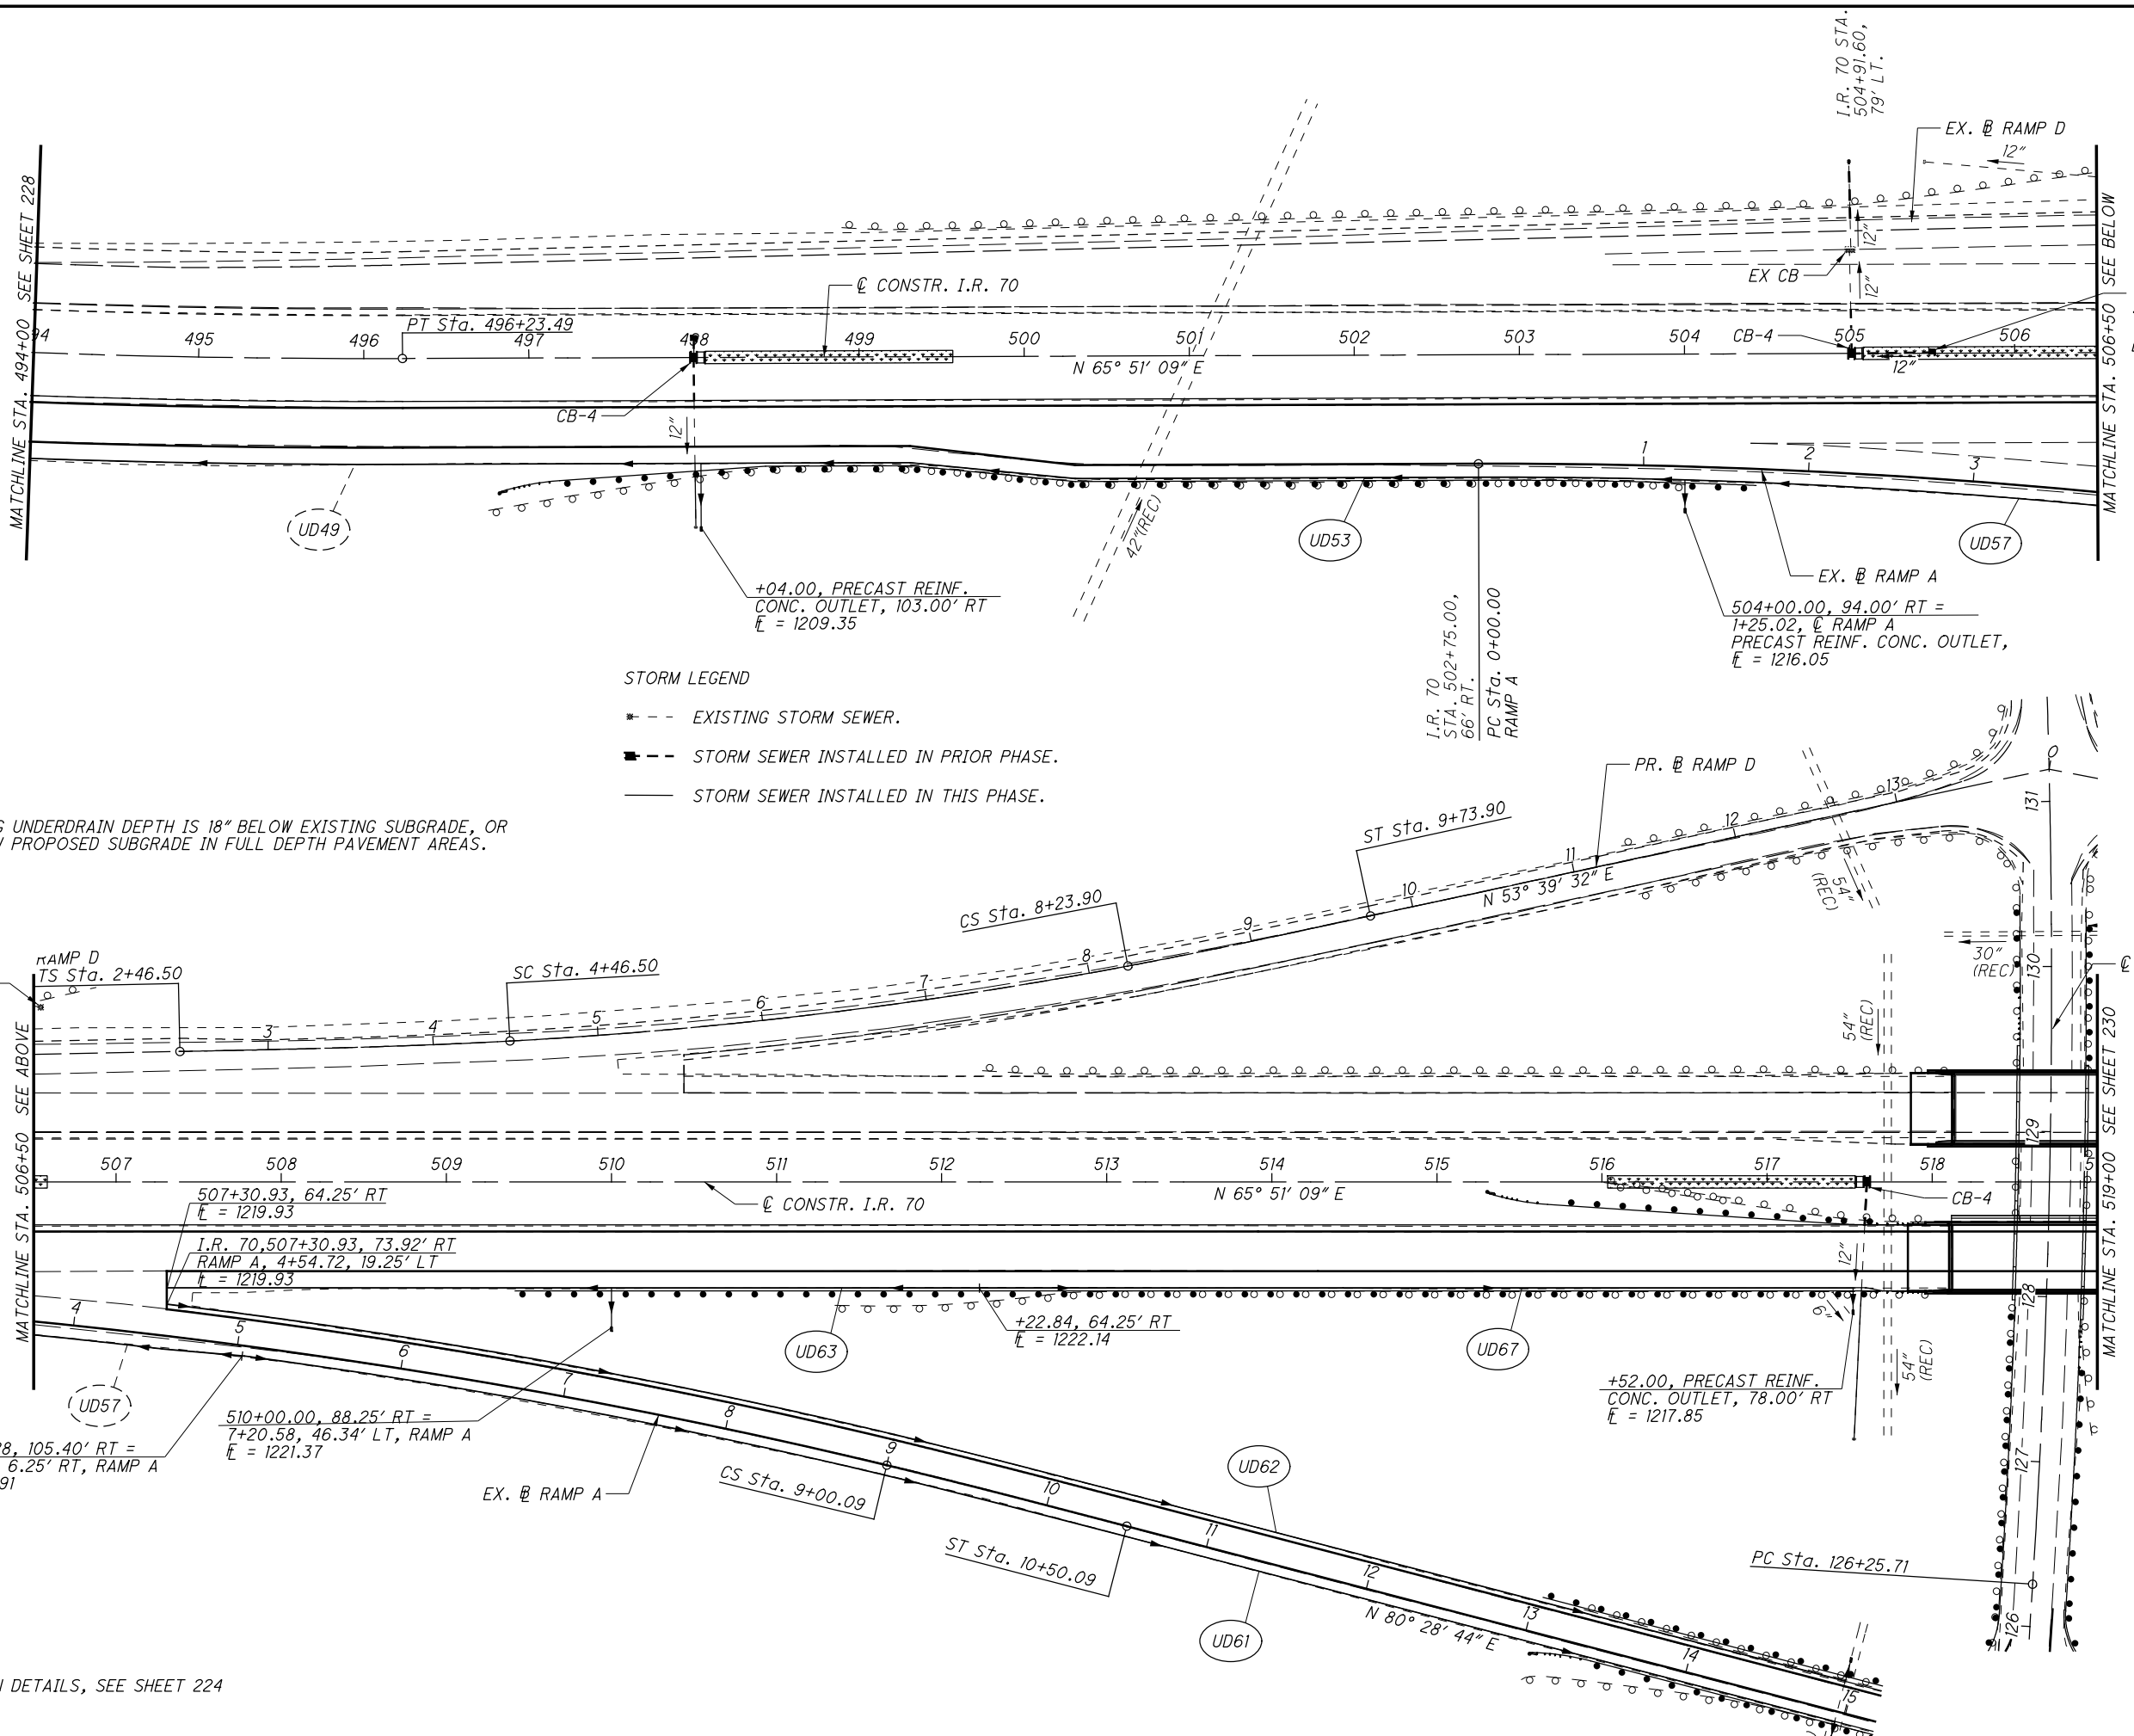 I.R. 70 STA.
504+91.60,
79' LT.
EX. ⅊ RAMP D
12"
MATCHLINE STA. 494+00 SEE SHEET 228
MATCHLINE STA. 506+50 SEE BELOW
12"
12"
EX CB
℄ CONSTR. I.R. 70
PT Sta. 496+23.49
94
495
496
497
498
499
500
501
502
503
504
505
506
CB-4
12"
N 65° 51' 09" E
CB-4
12"
1
2
3
UD49
42"(REC)
UD53
UD57
EX. ⅊ RAMP A
+04.00, PRECAST REINF.
CONC. OUTLET, 103.00' RT
℄ = 1209.35
504+00.00, 94.00' RT =
1+25.02, ℄ RAMP A
PRECAST REINF. CONC. OUTLET,
℄ = 1216.05
I.R. 70
STA. 502+75.00,
66' RT.
PC Sta. 0+00.00
RAMP A
STORM LEGEND
EXISTING STORM SEWER.
STORM SEWER INSTALLED IN PRIOR PHASE.
STORM SEWER INSTALLED IN THIS PHASE.
UNDERDRAIN DEPTH IS 18" BELOW EXISTING SUBGRADE, OR
PROPOSED SUBGRADE IN FULL DEPTH PAVEMENT AREAS.
PR. ⅊ RAMP D
0
131
13
12
11
10
9
8
7
6
5
4
3
ST Sta. 9+73.90
N 53° 39' 32" E
54"
(REC)
CS Sta. 8+23.90
RAMP D
TS Sta. 2+46.50
SC Sta. 4+46.50
30"
(REC)
130
℄
54"
(REC)
MATCHLINE STA. 506+50 SEE ABOVE
MATCHLINE STA. 519+00 SEE SHEET 230
129
507
508
509
510
511
512
513
514
515
516
517
518
5
507+30.93, 64.25' RT
℄ = 1219.93
℄ CONSTR. I.R. 70
N 65° 51' 09" E
CB-4
I.R. 70,507+30.93, 73.92' RT
RAMP A, 4+54.72, 19.25' LT
℄ = 1219.93
12"
6"
128
4
5
6
7
8
9
10
11
12
13
14
15
UD63
+22.84, 64.25' RT
℄ = 1222.14
UD67
54"
(REC)
+52.00, PRECAST REINF.
CONC. OUTLET, 78.00' RT
℄ = 1217.85
UD57
510+00.00, 88.25' RT =
7+20.58, 46.34' LT, RAMP A
℄ = 1221.37
8, 105.40' RT =
6.25' RT, RAMP A
91
EX. ⅊ RAMP A
CS Sta. 9+00.09
UD62
127
ST Sta. 10+50.09
PC Sta. 126+25.71
UD61
N 80° 28' 44" E
126
DETAILS, SEE SHEET 224